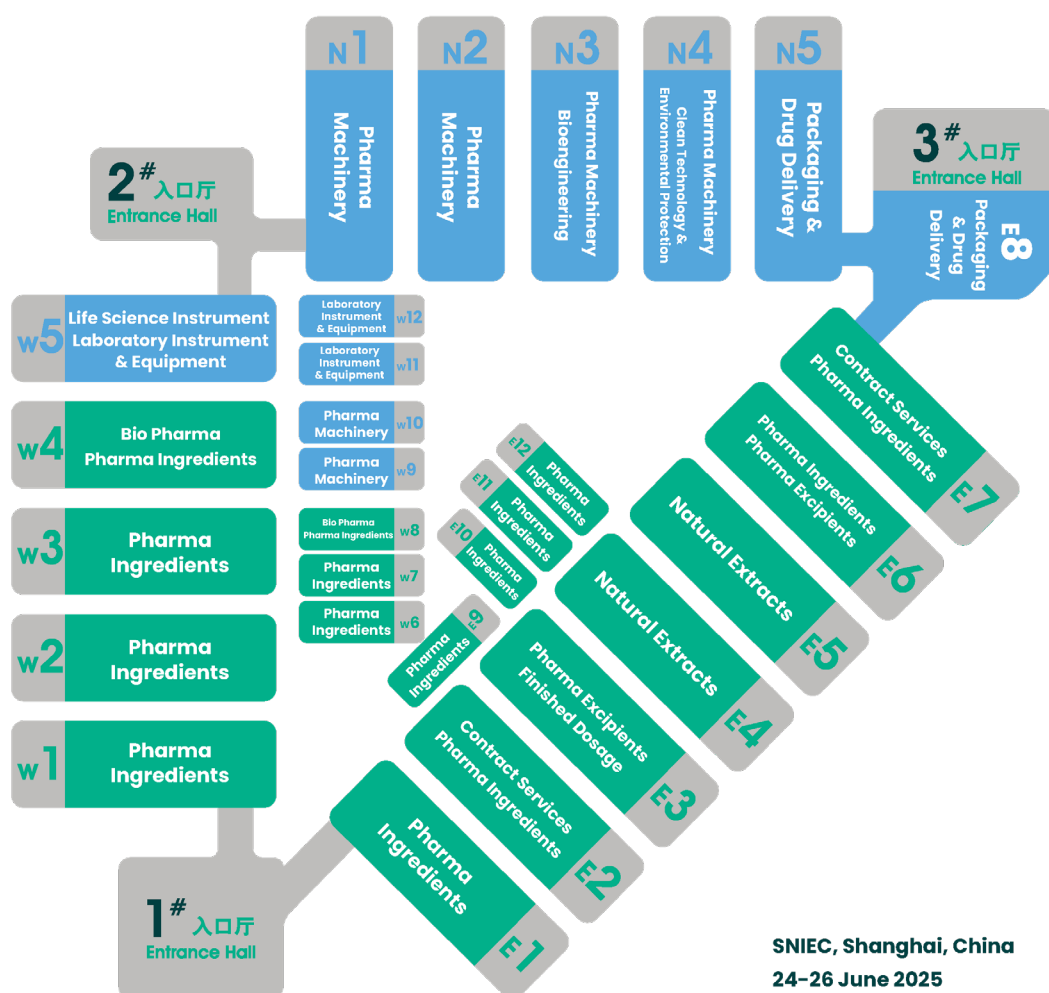 N1
Pharma
Machinery
N2
Pharma
Machinery
N3
Pharma Machinery
Bioengineering
N4
Pharma Machinery
Clean Technology &
Environmental Protection
N5
Packaging &
Drug Delivery
3#入口厅
Entrance Hall
E8
Packaging
& Drug
Delivery
2#入口厅
Entrance Hall
W5
Life Science Instrument
Laboratory Instrument
& Equipment
W4
Bio Pharma
Pharma Ingredients
W3
Pharma
Ingredients
W2
Pharma
Ingredients
W1
Pharma
Ingredients
Laboratory
Instrument
& Equipment
W12
Laboratory
Instrument
& Equipment
W11
Pharma
Machinery
W10
Pharma
Machinery
W9
Bio Pharma
Pharma Ingredients
W8
Pharma
Ingredients
W7
Pharma
Ingredients
W6
E12
Pharma
Ingredients
E11
Pharma
Ingredients
E10
Pharma
Ingredients
E9
Pharma
Ingredients
Contract Services
Pharma Ingredients
E7
Pharma Ingredients
Pharma Excipients
E6
Natural Extracts
E5
Natural Extracts
E4
Pharma Excipients
Finished Dosage
E3
Contract Services
Pharma Ingredients
E2
Pharma
Ingredients
E1
1#入口厅
Entrance Hall
SNIEC, Shanghai, China
24-26 June 2025